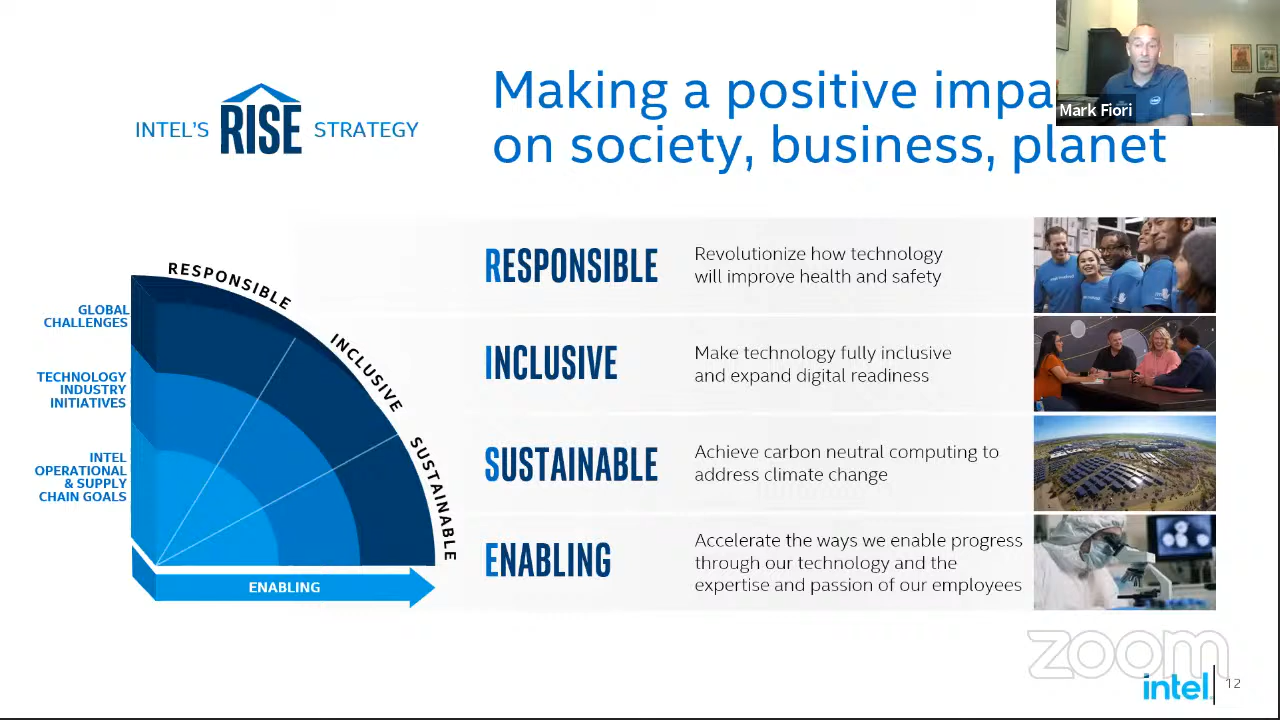 Making a positive impa
on society, business, planet
Mark Fiori
INTEL'S RISE STRATEGY
RESPONSIBLE
INCLUSIVE
SUSTAINABLE
GLOBAL
CHALLENGES
TECHNOLOGY
INDUSTRY
INITIATIVES
INTEL
OPERATIONAL
& SUPPLY
CHAIN GOALS
ENABLING
RESPONSIBLE
Revolutionize how technology
will improve health and safety
INCLUSIVE
Make technology fully inclusive
and expand digital readiness
SUSTAINABLE
Achieve carbon neutral computing to
address climate change
ENABLING
Accelerate the ways we enable progress
through our technology and the
expertise and passion of our employees
zoom
intel. 12